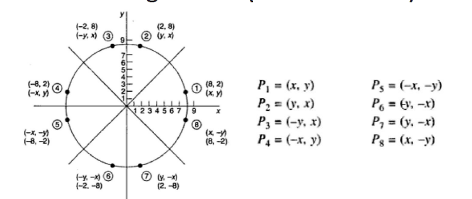 y
(-2, 8)
(-y, x)
③
(2, 8)
(y, x)
②
9
7
6
5
4
3
2
1
(-8, 2)
(-x, y)
④
(8, 2)
(x, y)
①
1 2 3 4 5 6 7 9
x
⑤
(-x, -y)
(-8, -2)
⑧
(x, -y)
(8, -2)
(-y, -x) ⑥
(-2, -8)
⑦ (y, -x)
(2, -8)
P₁ = (x, y)
P₂ = (y, x)
P₃ = (-y, x)
P₄ = (-x, y)
P₅ = (-x, -y)
P₆ = (-y, -x)
P₇ = (y, -x)
P₈ = (x, -y)